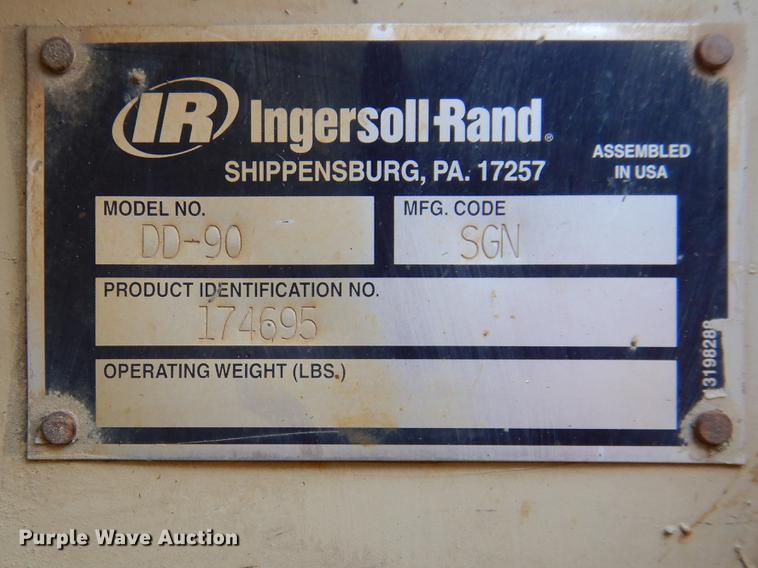 IR Ingersoll-Rand®
SHIPPENSBURG, PA. 17257
ASSEMBLED
IN USA
MODEL NO.
DD-90
MFG. CODE
SGN
PRODUCT IDENTIFICATION NO.
174695
OPERATING WEIGHT (LBS.)
Purple Wave Auction